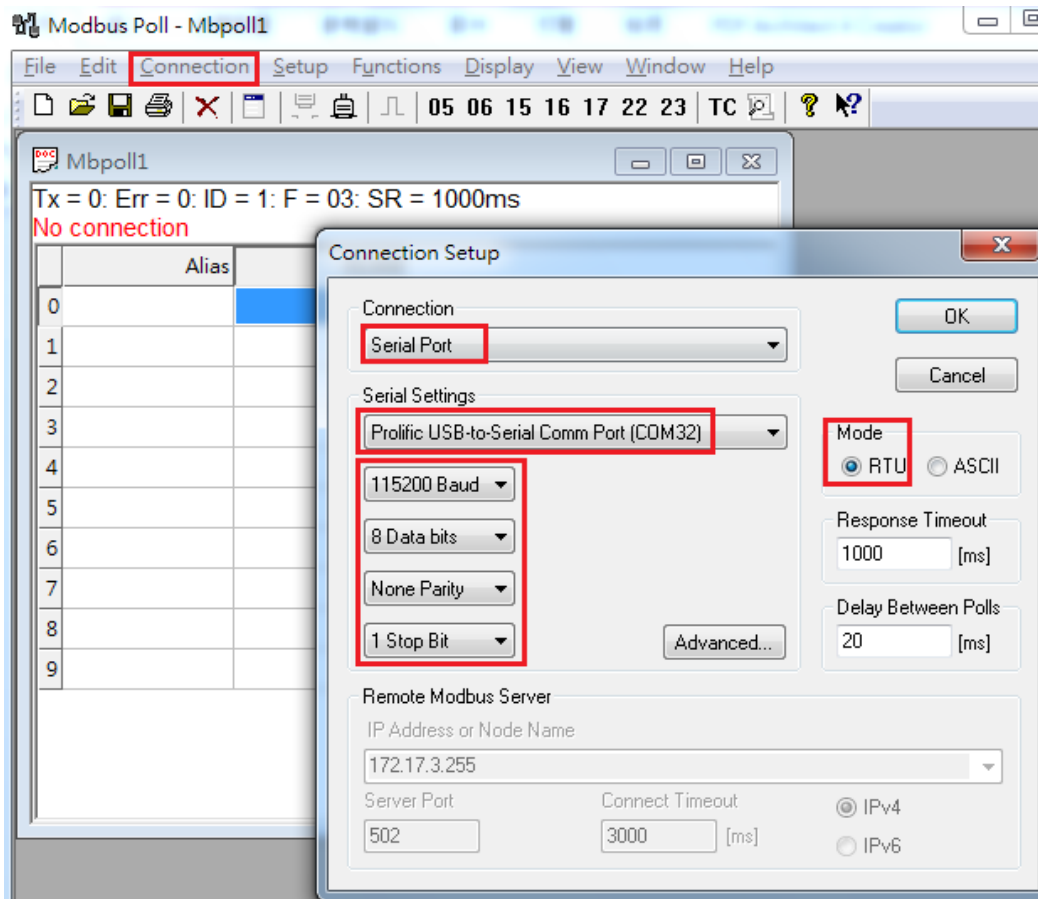 Modbus Poll - Mbpoll1
File Edit Connection Setup Functions Display View Window Help
05 06 15 16 17 22 23 TC
Mbpoll1
Tx = 0: Err = 0: ID = 1: F = 03: SR = 1000ms
No connection
Alias
0
1
2
3
4
5
6
7
8
9
Connection Setup
Connection
Serial Port
OK
Cancel
Serial Settings
Prolific USB-to-Serial Comm Port (COM32)
115200 Baud
8 Data bits
None Parity
1 Stop Bit
Advanced...
Mode
RTU ASCII
Response Timeout
1000 [ms]
Delay Between Polls
20 [ms]
Remote Modbus Server
IP Address or Node Name
172.17.3.255
Server Port Connect Timeout
502 3000 [ms]
IPv4
IPv6